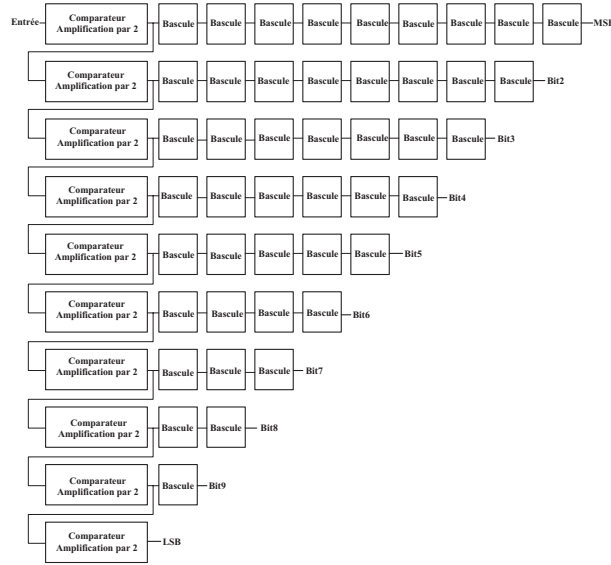 Entrée Comparateur Amplification par 2 Bascule Bascule Bascule Bascule Bascule Bascule Bascule Bascule Bascule MSB
Comparateur Amplification par 2 Bascule Bascule Bascule Bascule Bascule Bascule Bascule Bascule Bit2
Comparateur Amplification par 2 Bascule Bascule Bascule Bascule Bascule Bascule Bascule Bit3
Comparateur Amplification par 2 Bascule Bascule Bascule Bascule Bascule Bascule Bit4
Comparateur Amplification par 2 Bascule Bascule Bascule Bascule Bascule Bit5
Comparateur Amplification par 2 Bascule Bascule Bascule Bascule Bit6
Comparateur Amplification par 2 Bascule Bascule Bascule Bit7
Comparateur Amplification par 2 Bascule Bascule Bit8
Comparateur Amplification par 2 Bascule Bit9
Comparateur Amplification par 2 LSB